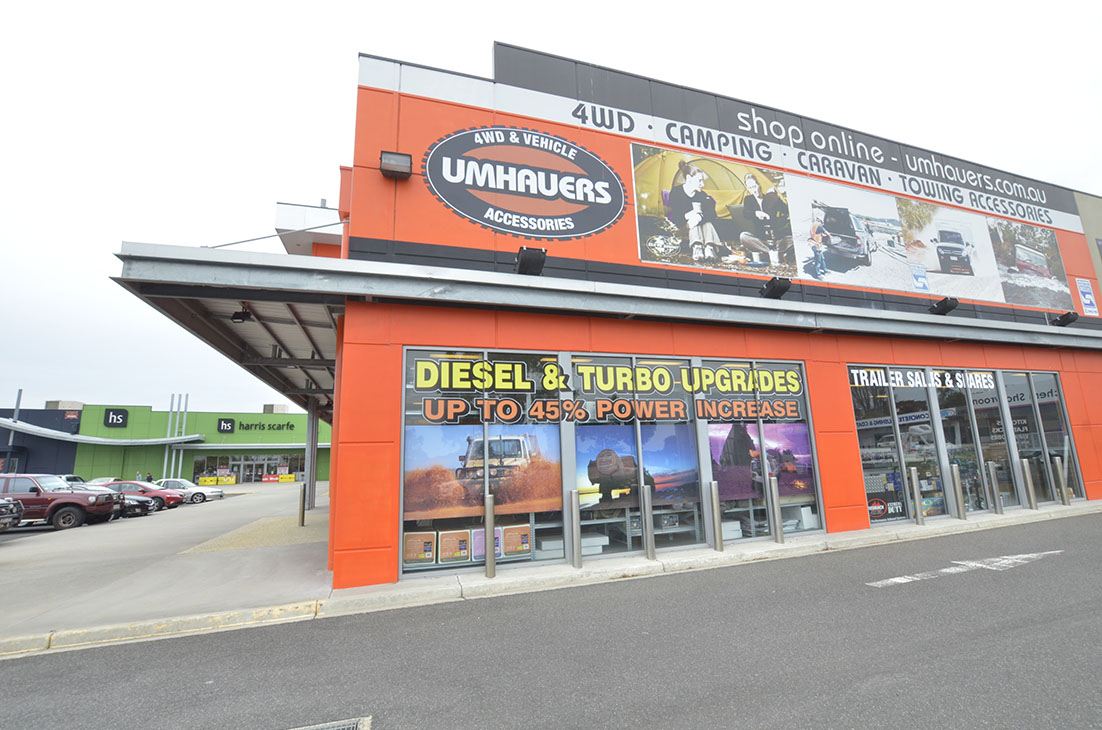 shop online - umhauers.com.au
4WD · CAMPING · CARAVAN · TOWING ACCESSORIES
4WD & VEHICLE
UMHAUERS
ACCESSORIES
DIESEL & TURBO UPGRADES
UP TO 45% POWER INCREASE
TRAILER SALES & SPARES
hs
hs harris scarfe
CONCRETE